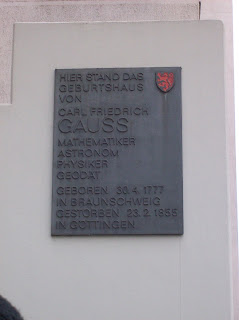 HIER STAND DAS
GEBURTSHAUS
VON
CARL FRIEDRICH
GAUSS
MATHEMATIKER
ASTRONOM
PHYSIKER
GEODÄT
GEBOREN 30.4.1777
IN BRAUNSCHWEIG
GESTORBEN 23.2.1855
IN GÖTTINGEN